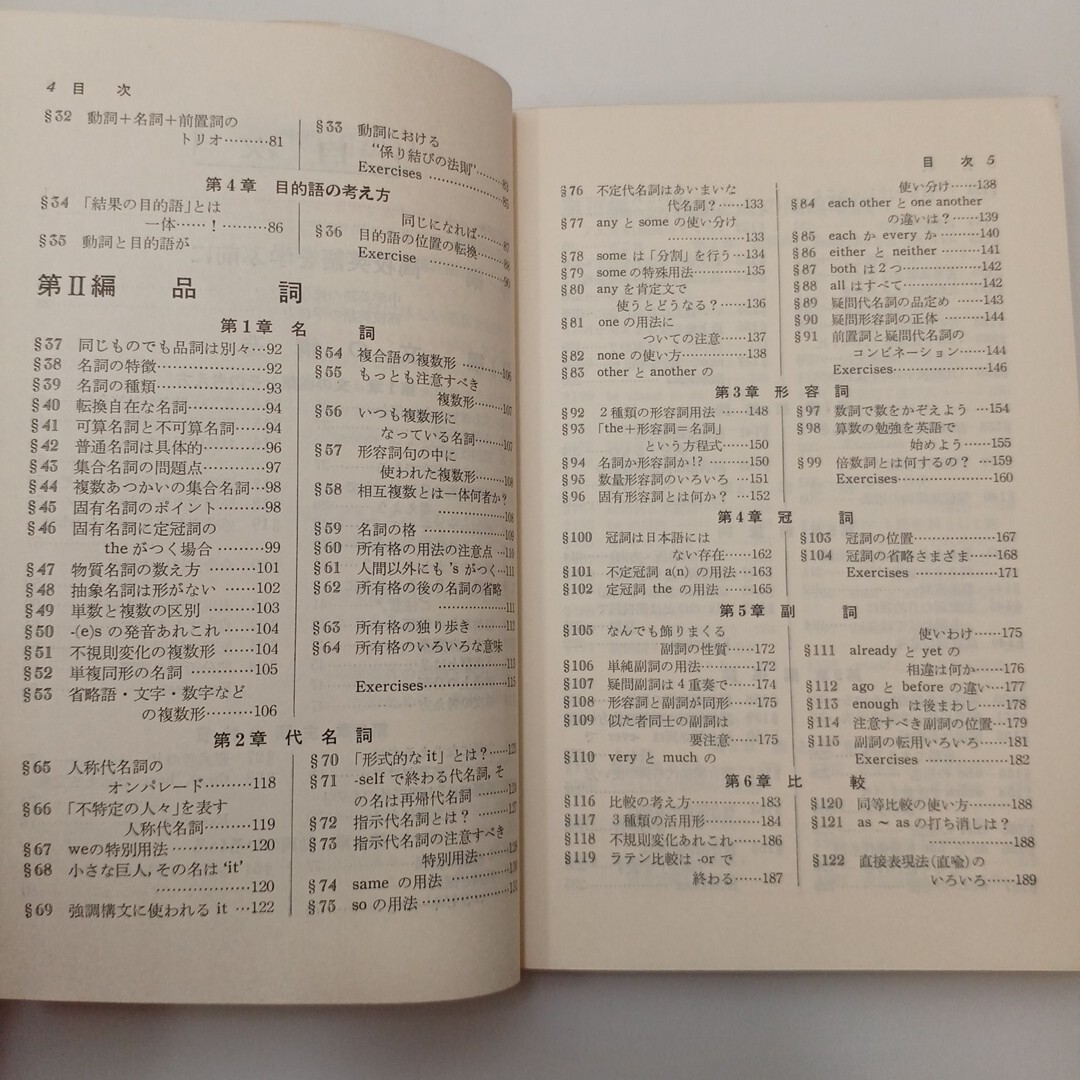 4 目 次
§32 動詞＋名詞＋前置詞の
トリオ………81
§33 動詞における
“係り結びの法則”………83
Exercises ………………85
第4章 目的語の考え方
§34 「結果の目的語」とは
一体……！………86
§35 動詞と目的語が
同じになれば……87
§36 目的語の位置の転換……88
Exercise ………………90
第Ⅱ編 品 詞
第1章 名 詞
§37 同じものでも品詞は別々…92
§38 名詞の特徴……………92
§39 名詞の種類……………93
§40 転換自在な名詞…………94
§41 可算名詞と不可算名詞……94
§42 普通名詞は具体的…………96
§43 集合名詞の問題点…………97
§44 複数あつかいの集合名詞…98
§45 固有名詞のポイント………98
§46 固有名詞に定冠詞の
theがつく場合………99
§47 物質名詞の数え方………101
§48 抽象名詞は形がない……102
§49 単数と複数の区別………103
§50 -(e)sの発音あれこれ……104
§51 不規則変化の複数形……104
§52 単複同形の名詞…………105
§53 省略語・文字・数字など
の複数形………106
§54 複合語の複数形…………106
§55 もっとも注意すべき
複数形………107
§56 いつも複数形に
なっている名詞………107
§57 形容詞句の中に
使われた複数形………108
§58 相互複数とは一体何者か？
………………108
§59 名詞の格………………109
§60 所有格の用法の注意点…110
§61 人間以外にも 's がつく…111
§62 所有格の後の名詞の省略
………………111
§63 所有格の独り歩き………112
§64 所有格のいろいろな意味
………………113
Exercises………………115
第2章 代 名 詞
§65 人称代名詞の
オンパレード………118
§66 「不特定の人々」を表す
人称代名詞………119
§67 weの特別用法…………120
§68 小さな巨人,その名は‘it’
………………120
§69 強調構文に使われる it …122
§70 「形式的な it」とは？……123
§71 -self で終わる代名詞,そ
の名は再帰代名詞………126
§72 指示代名詞とは？………127
§73 指示代名詞の注意すべき
特別用法………128
§74 same の用法……………130
§75 so の用法………………
目 次 5
§76 不定代名詞はあいまいな
代名詞？……133
§77 any と some の使い分け
………………133
§78 some は「分割」を行う…134
§79 some の特殊用法…………135
§80 any を肯定文で
使うとどうなる？……136
§81 one の用法に
ついての注意……137
§82 none の使い方……………138
§83 other と another の
使い分け……138
§84 each other と one another
の違いは？……139
§85 each か every か…………140
§86 either と neither…………141
§87 both は2つ………………142
§88 all はすべて………………142
§89 疑問代名詞の品定め……143
§90 疑問形容詞の正体………144
§91 前置詞と疑問代名詞の
コンビネーション……144
Exercises………………146
第3章 形 容 詞
§92 2種類の形容詞用法……148
§93 「the＋形容詞＝名詞」
という方程式……150
§94 名詞か形容詞か!?………150
§95 数量形容詞のいろいろ…151
§96 固有形容詞とは何か？…152
§97 数詞で数をかぞえよう…154
§98 算数の勉強を英語で
始めよう……155
§99 倍数詞とは何するの？…159
Exercises………………160
第4章 冠 詞
§100 冠詞は日本語には
ない存在……162
§101 不定冠詞 a(n) の用法…163
§102 定冠詞 the の用法……165
§103 冠詞の位置……………167
§104 冠詞の省略さまざま……168
Exercises………………171
第5章 副 詞
§105 なんでも飾りまくる
副詞の性質……172
§106 単純副詞の用法…………172
§107 疑問副詞は4重奏で……174
§108 形容詞と副詞が同形……175
§109 似た者同士の副詞は
要注意……175
§110 very と much の
使いわけ……175
§111 already と yet の
相違は何か……176
§112 ago と before の違い…177
§113 enough は後まわし……178
§114 注意すべき副詞の位置…179
§115 副詞の転用いろいろ……181
Exercises ………………182
第6章 比 較
§116 比較の考え方……………183
§117 3種類の活用形…………184
§118 不規則変化あれこれ……186
§119 ラテン比較は -or で
終わる……187
§120 同等比較の使い方………188
§121 as ～ as の打ち消しは？
………………188
§122 直接表現法(直喩)の
いろいろ……189